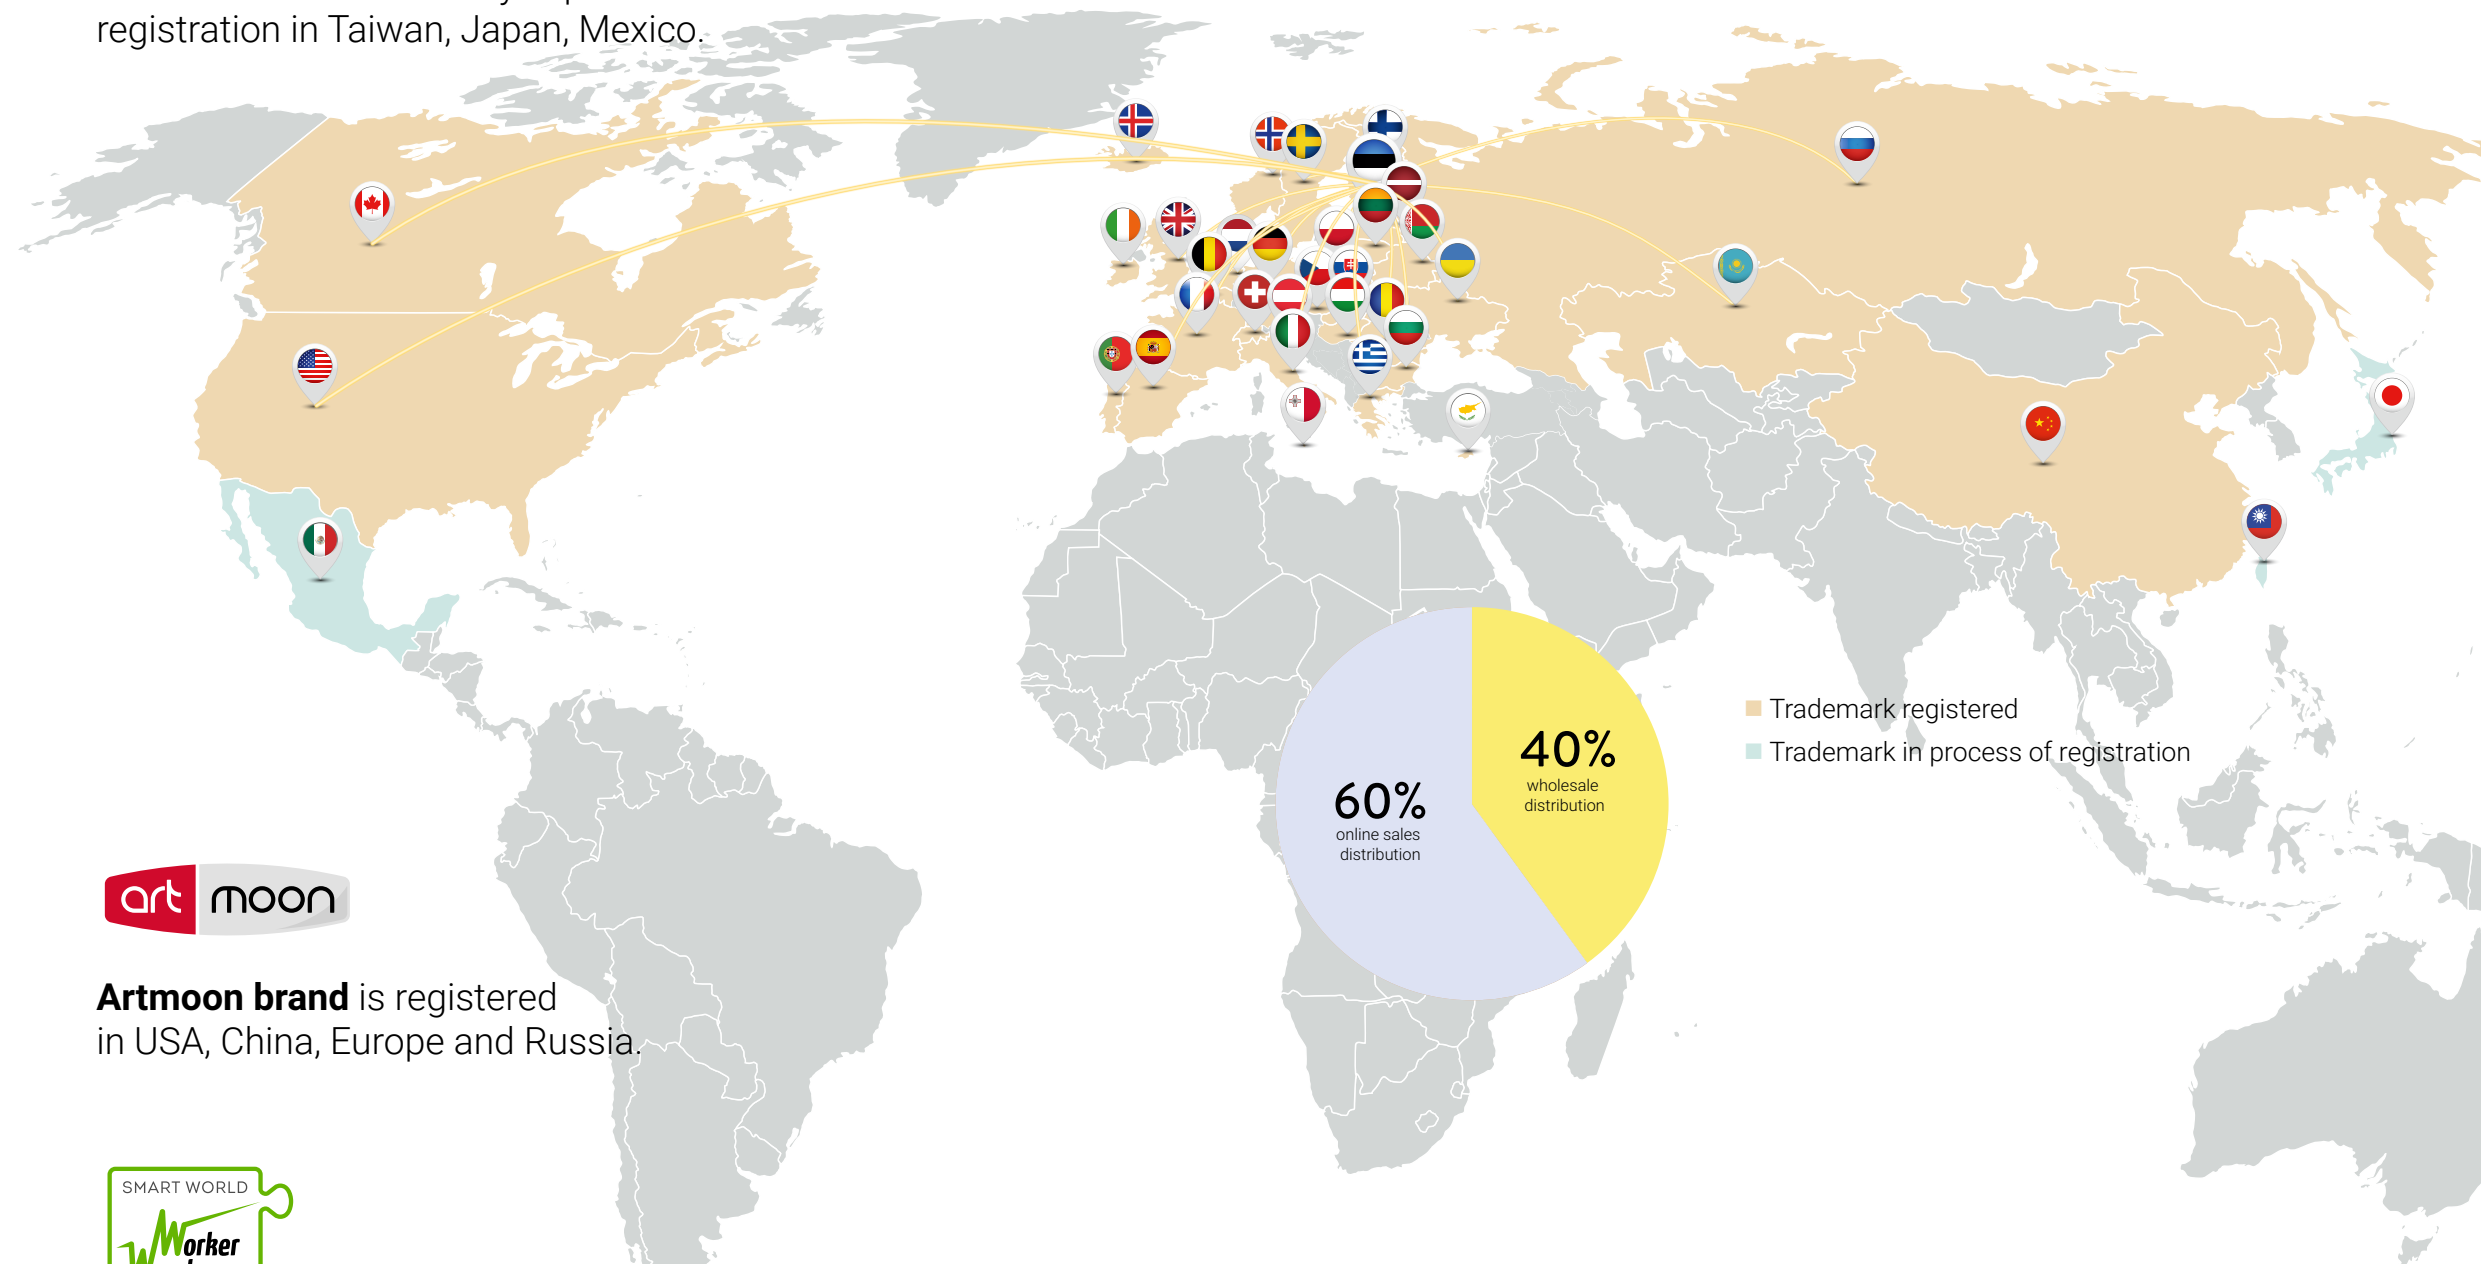 registration in Taiwan, Japan, Mexico.
Trademark registered
Trademark in process of registration
40%
wholesale
distribution
60%
online sales
distribution
art moon
Artmoon brand is registered
in USA, China, Europe and Russia.
SMART WORLD
Worker